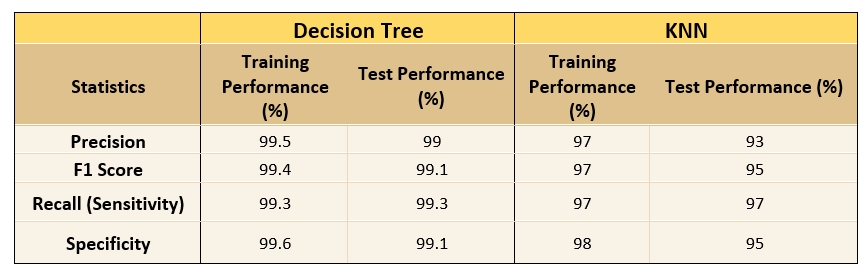 Decision Tree KNN
Statistics Training Performance (%) Test Performance (%) Training Performance (%) Test Performance (%)
Precision 99.5 99 97 93
F1 Score 99.4 99.1 97 95
Recall (Sensitivity) 99.3 99.3 97 97
Specificity 99.6 99.1 98 95